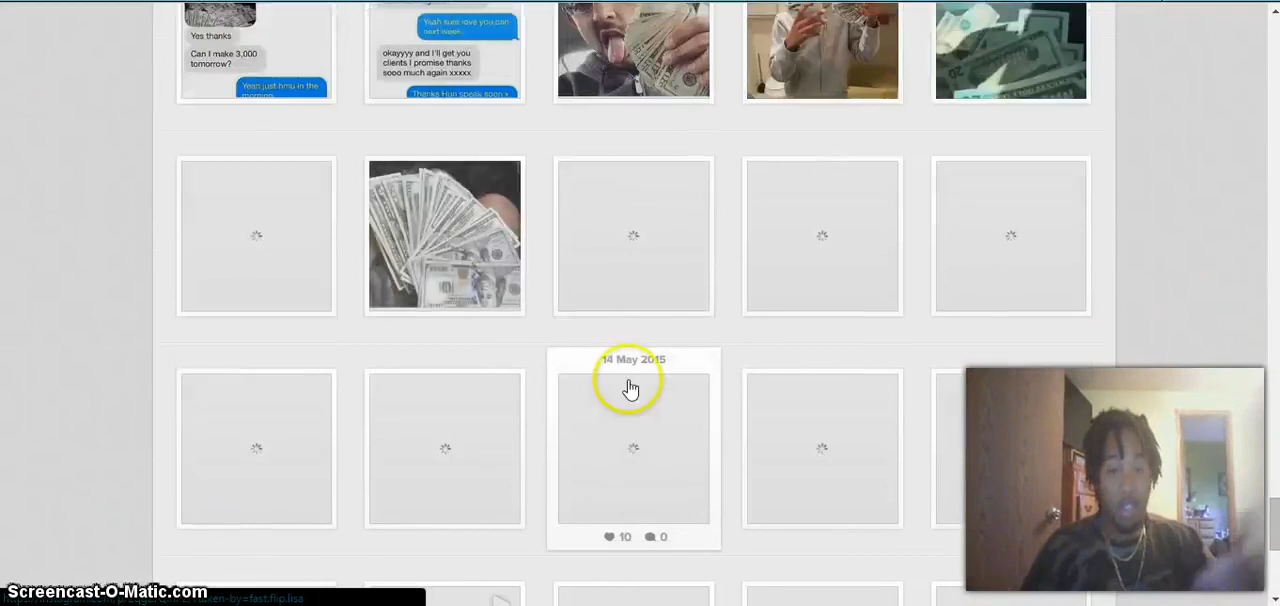 Yeah sure love you can
next week..
Yes thanks
Can I make 3,000
tomorrow?
okayyyy and I'll get you
clients I promise thanks
sooo much again xxxxx
Yeah just hmu in the
morning
Thanks Hun speak soon x
14 May 2015
10
0
Screencast-O-Matic.com